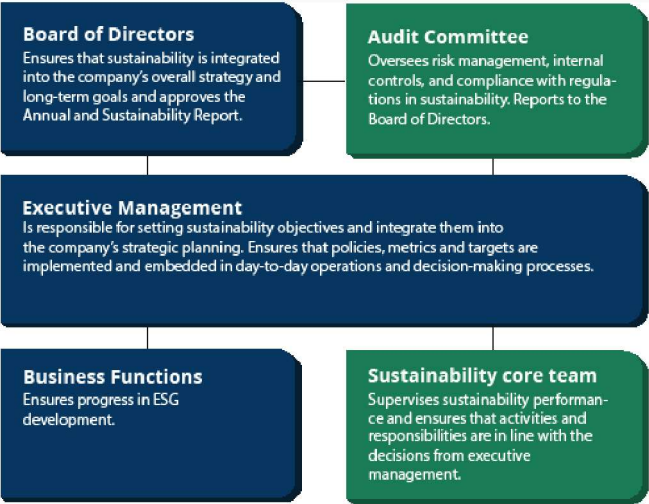 Board of Directors
Ensures that sustainability is integrated
into the company's overall strategy and
long-term goals and approves the
Annual and Sustainability Report.
Audit Committee
Oversees risk management, internal
controls, and compliance with regula-
tions in sustainability. Reports to the
Board of Directors.
Executive Management
Is responsible for setting sustainability objectives and integrate them into
the company's strategic planning. Ensures that policies, metrics and targets are
implemented and embedded in day-to-day operations and decision-making processes.
Business Functions
Ensures progress in ESG
development.
Sustainability core team
Supervises sustainability performan-
ce and ensures that activities and
responsibilities are in line with the
decisions from executive
management.